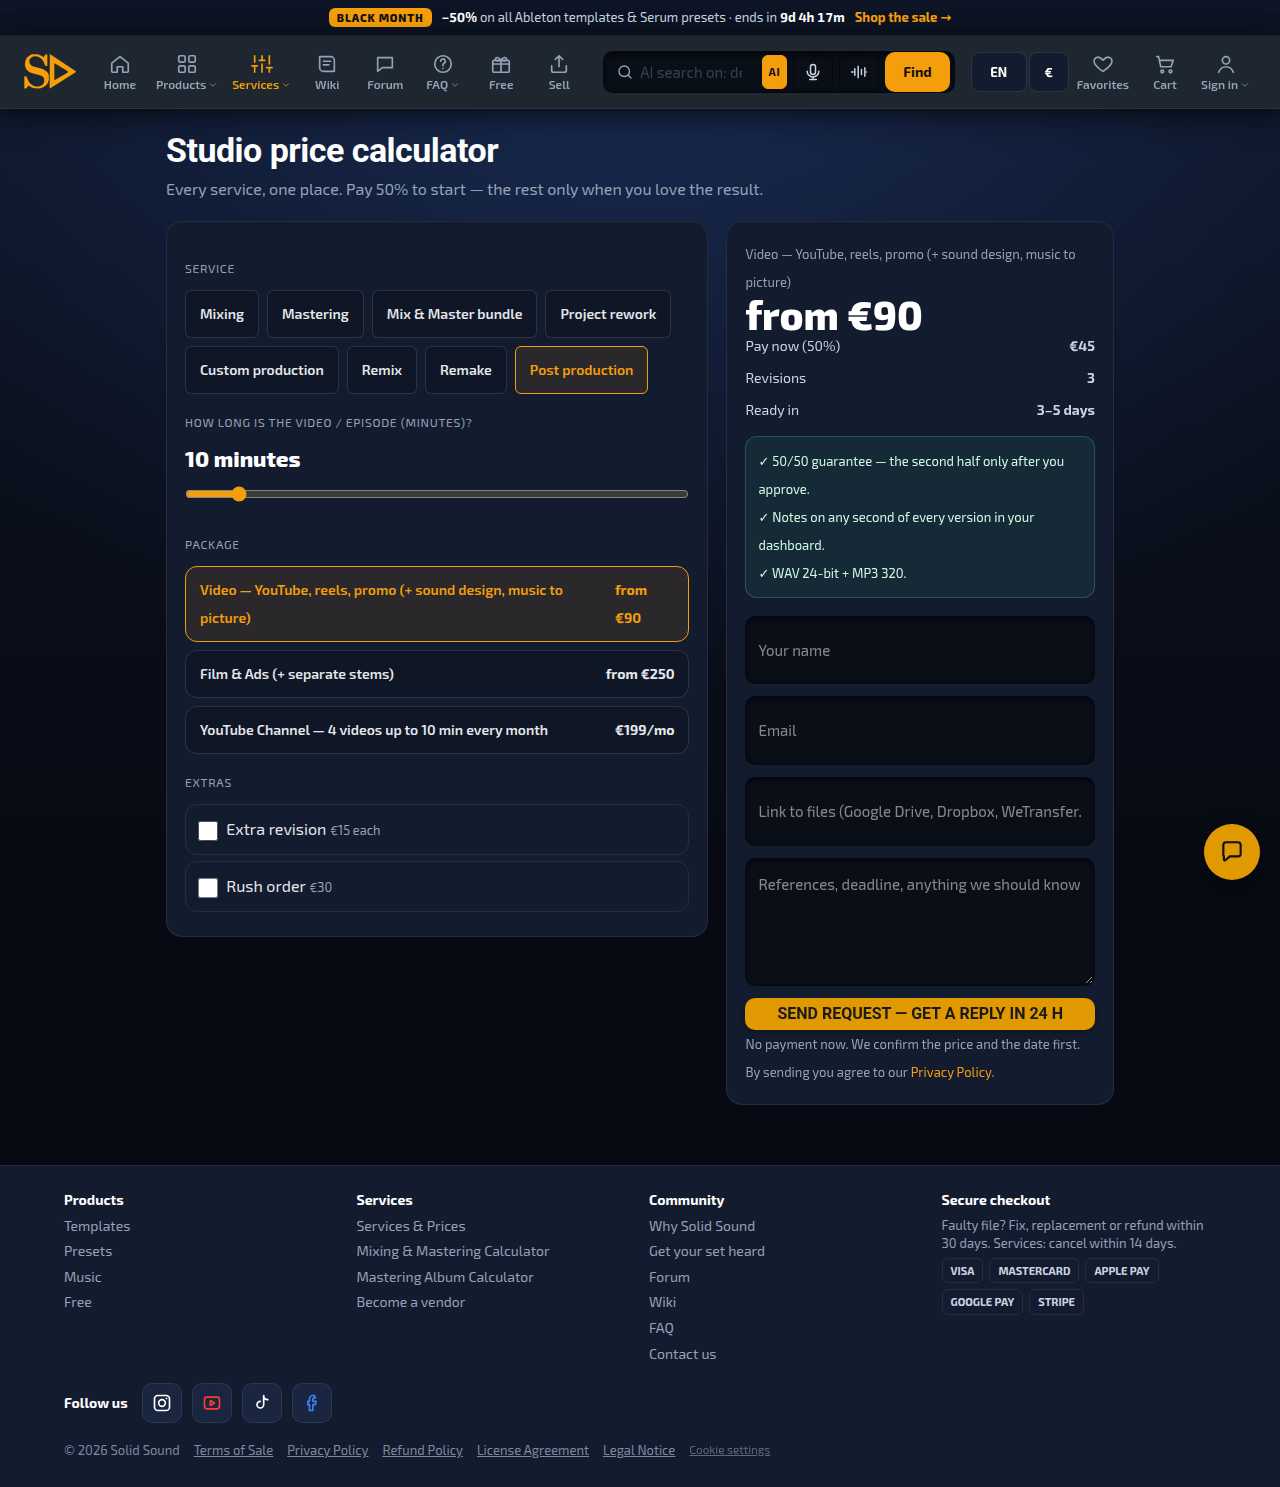 BLACK MONTH −50% on all Ableton templates & Serum presets · ends in 9d 4h 17m Shop the sale →
Home
Products
Services
Wiki
Forum
FAQ
Free
Sell
AI search on: dr
AI
Find
EN
€
Favorites
Cart
Sign in
Studio price calculator
Every service, one place. Pay 50% to start — the rest only when you love the result.
SERVICE
Mixing
Mastering
Mix & Master bundle
Project rework
Custom production
Remix
Remake
Post production
HOW LONG IS THE VIDEO / EPISODE (MINUTES)?
10 minutes
PACKAGE
Video — YouTube, reels, promo (+ sound design, music to
picture)
from
€90
Film & Ads (+ separate stems) from €250
YouTube Channel — 4 videos up to 10 min every month €199/mo
EXTRAS
Extra revision €15 each
Rush order €30
Video — YouTube, reels, promo (+ sound design, music to
picture)
from €90
Pay now (50%) €45
Revisions 3
Ready in 3–5 days
✓ 50/50 guarantee — the second half only after you
approve.
✓ Notes on any second of every version in your
dashboard.
✓ WAV 24-bit + MP3 320.
Your name
Email
Link to files (Google Drive, Dropbox, WeTransfer.
References, deadline, anything we should know
SEND REQUEST — GET A REPLY IN 24 H
No payment now. We confirm the price and the date first.
By sending you agree to our Privacy Policy.
Products
Templates
Presets
Music
Free
Services
Services & Prices
Mixing & Mastering Calculator
Mastering Album Calculator
Become a vendor
Community
Why Solid Sound
Get your set heard
Forum
Wiki
FAQ
Contact us
Secure checkout
Faulty file? Fix, replacement or refund within
30 days. Services: cancel within 14 days.
VISA MASTERCARD APPLE PAY
GOOGLE PAY STRIPE
Follow us
© 2026 Solid Sound Terms of Sale Privacy Policy Refund Policy License Agreement Legal Notice Cookie settings